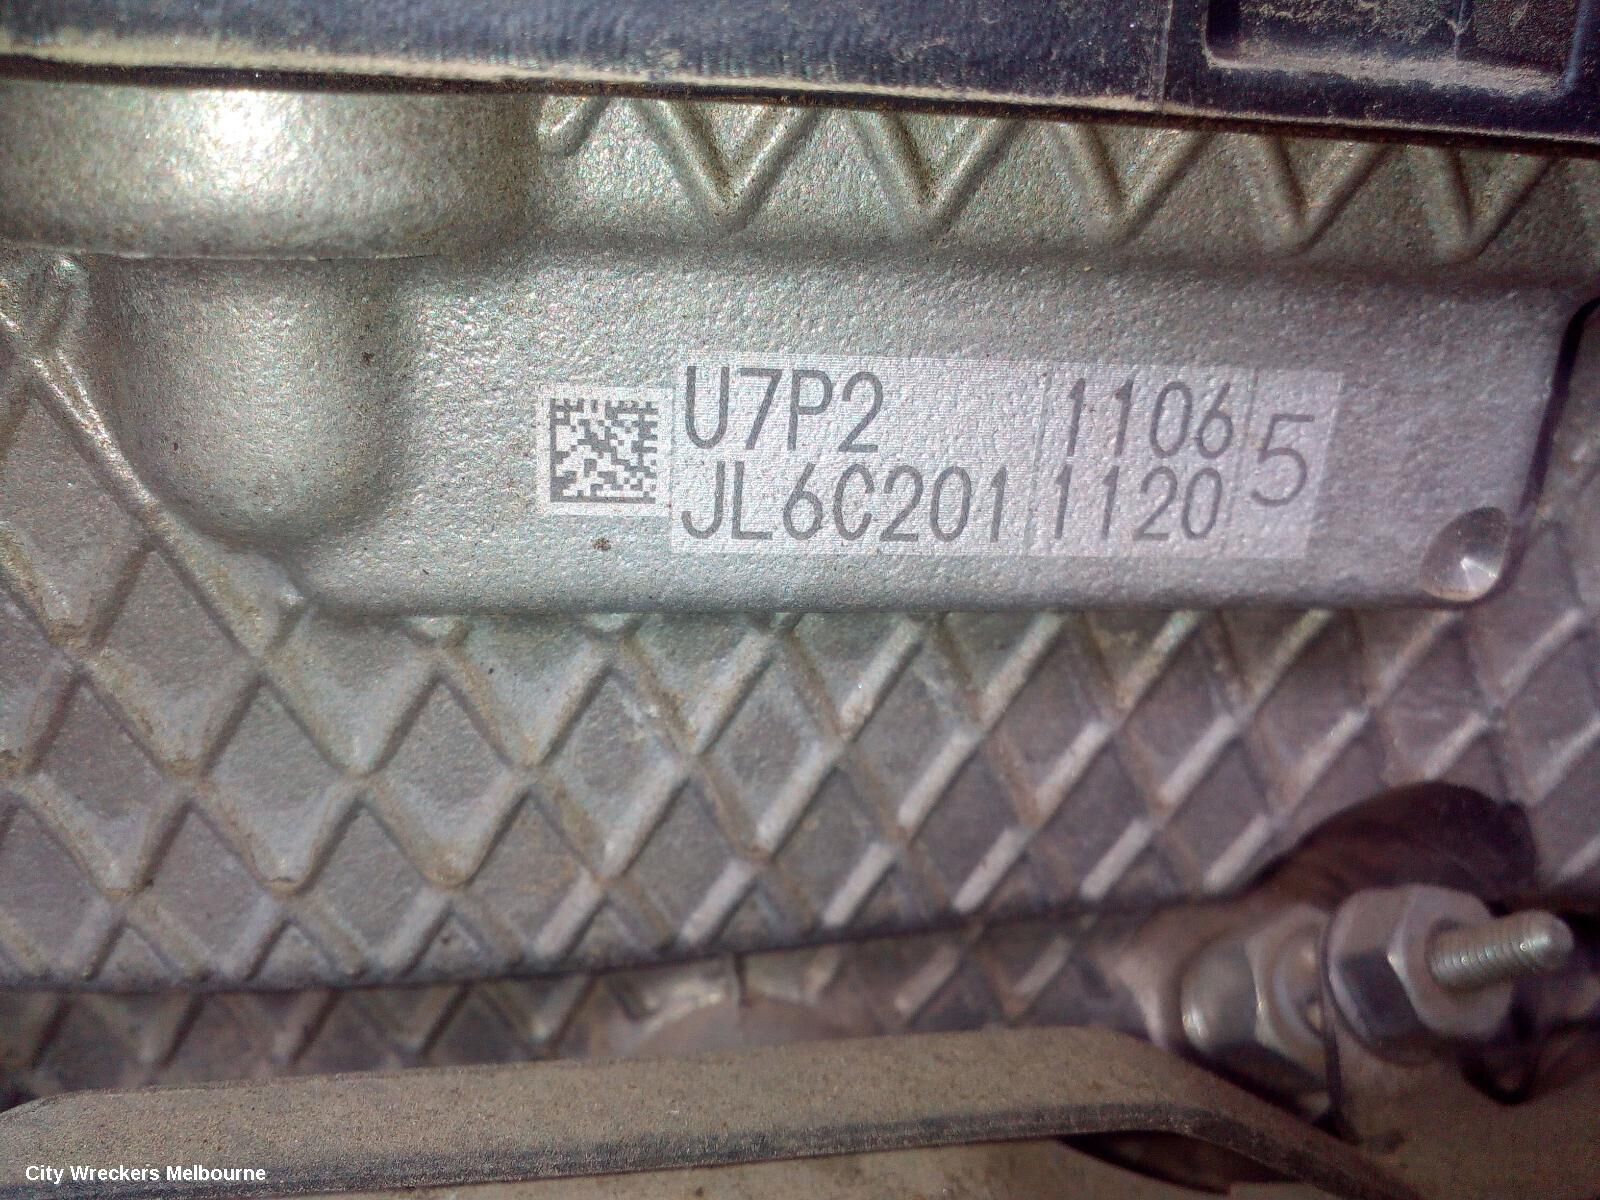 U7P2 1106 5
JL6C201 1120
City Wreckers Melbourne